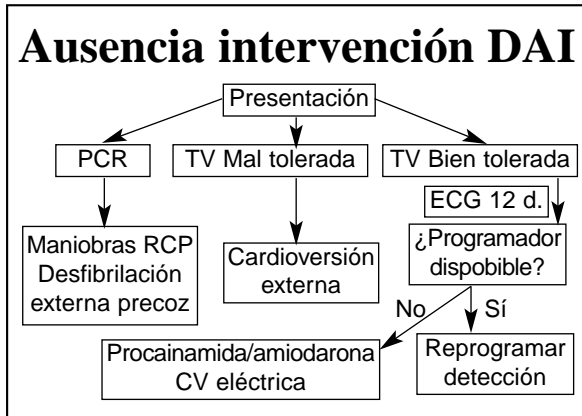 Ausencia intervención DAI
Presentación
PCR
TV Mal tolerada
TV Bien tolerada
ECG 12 d.
Maniobras RCP
Desfibrilación
externa precoz
Cardioversión
externa
¿Programador
dispobible?
No
Sí
Procainamida/amiodarona
CV eléctrica
Reprogramar
detección